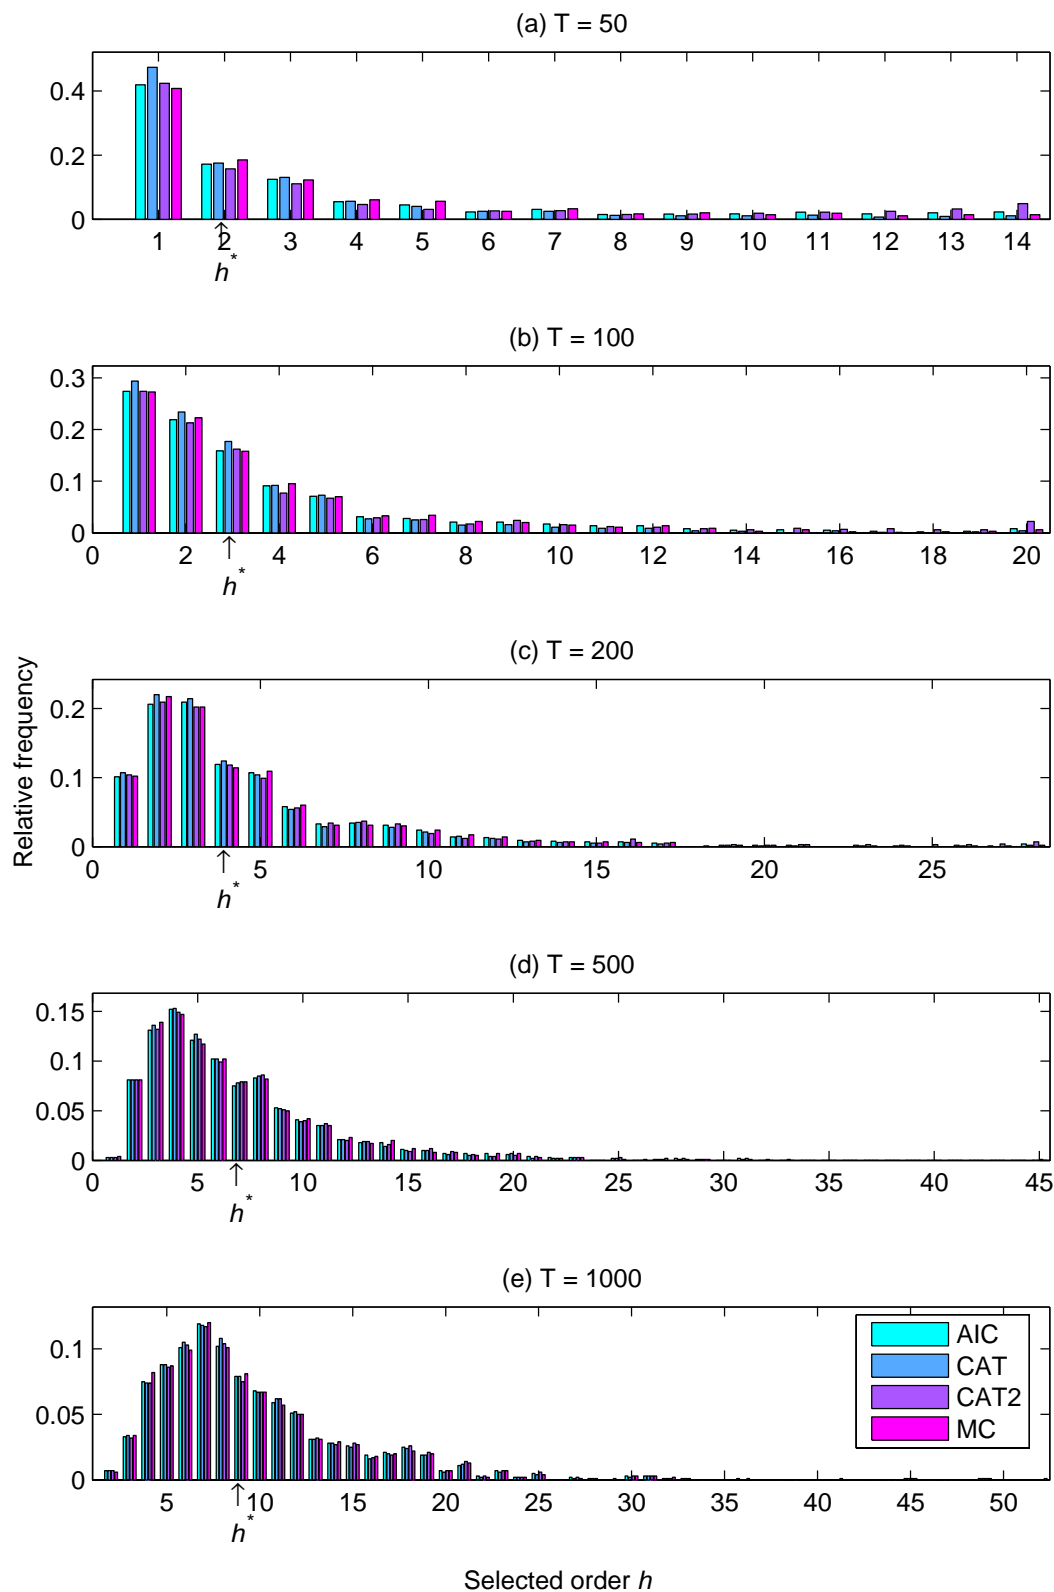 (a) T = 50
0.4
0.2
0
1 2 3 4 5 6 7 8 9 10 11 12 13 14
h*
(b) T = 100
0.3
0.2
0.1
0
0 2 4 6 8 10 12 14 16 18 20
h*
(c) T = 200
0.2
0.1
0
0 5 10 15 20 25
h*
Relative frequency
(d) T = 500
0.15
0.1
0.05
0
0 5 10 15 20 25 30 35 40 45
h*
(e) T = 1000
0.1
0.05
0
5 10 15 20 25 30 35 40 45 50
h*
AIC
CAT
CAT2
MC
Selected order h